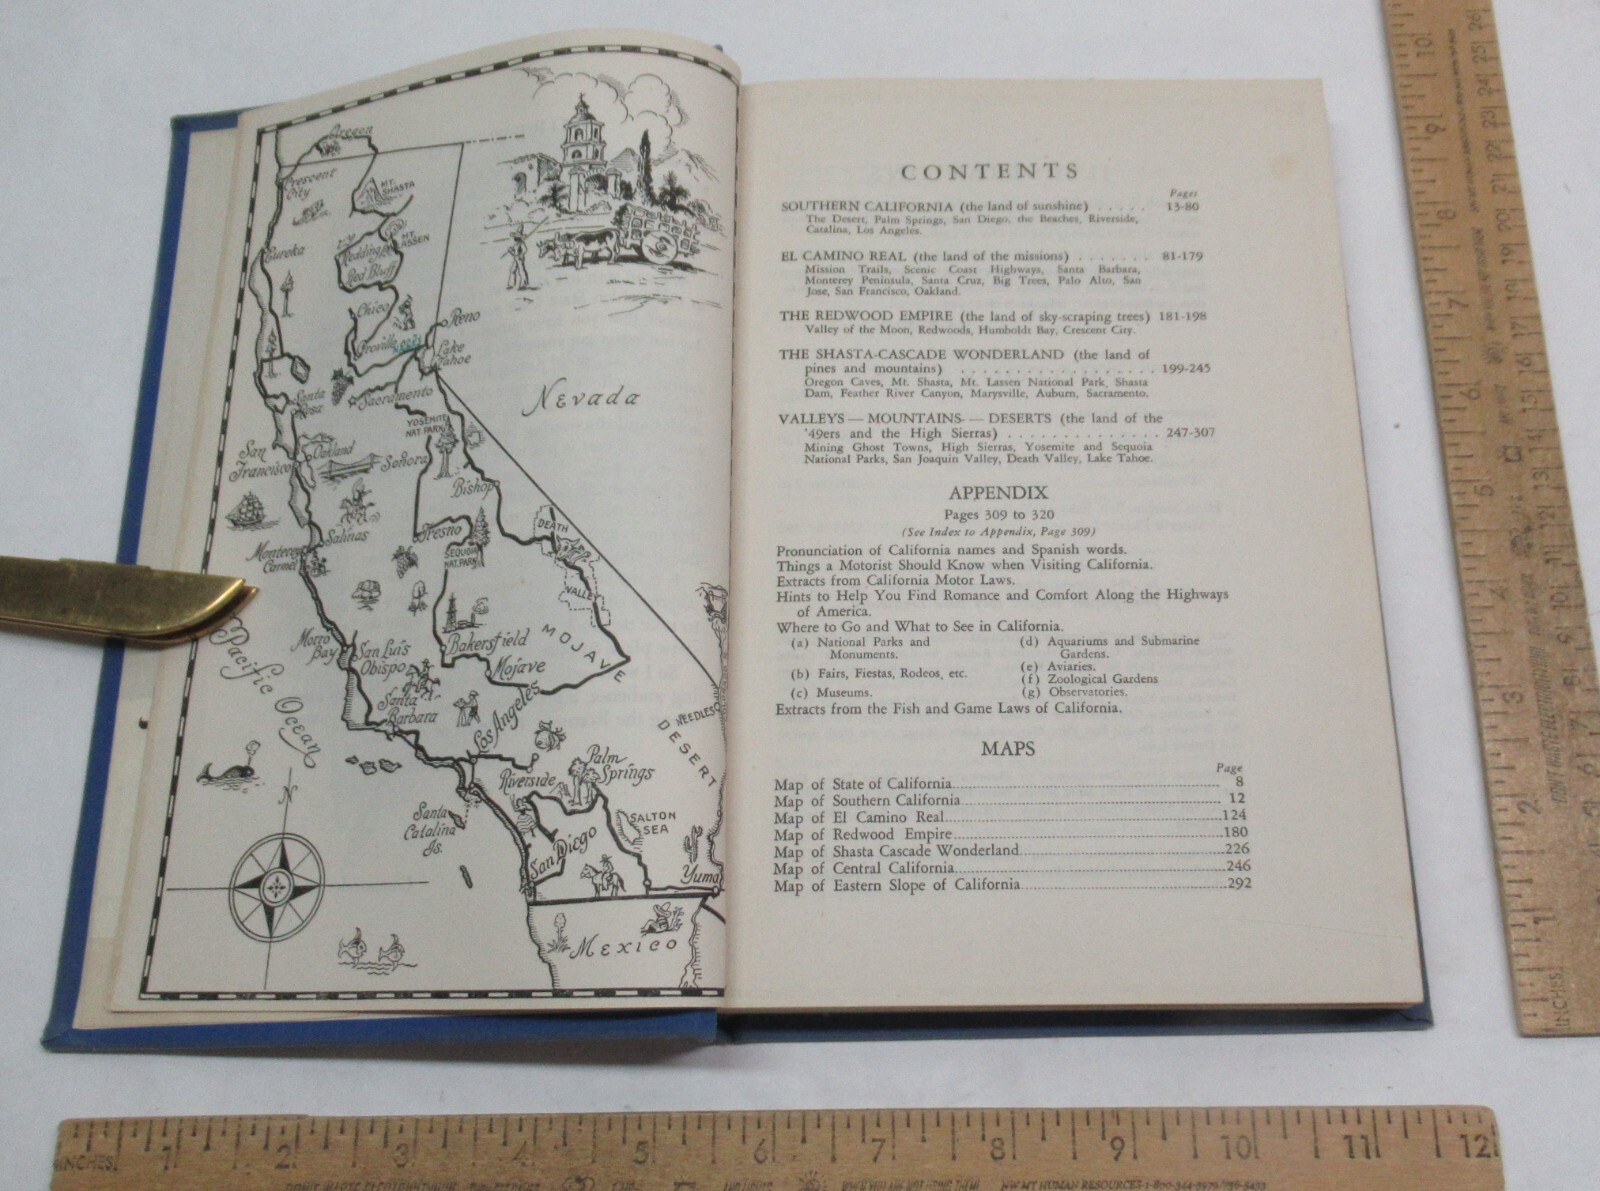 Oregon
Crescent
City
MT.
SHASTA
Eureka
Redding
MT.
LASSEN
Red Bluff
Chico
Reno
Oroville
Lake
Tahoe
Santa
Rosa
Sacramento
Nevada
YOSEMITE
NAT. PARK
San
Francisco
Oakland
Sonora
Bishop
DEATH
Salinas
Fresno
SEQUOIA
NAT. PARK
Monterey
Carmel
VALLEY
Pacific Ocean
Morro
Bay
San Luis
Obispo
Bakersfield
MOJAVE
Mojave
Santa
Barbara
Los Angeles
NEEDLES
DESERT
Riverside
Palm
Springs
N
Santa
Catalina
Is.
SALTON
SEA
San Diego
Yuma
Mexico
CONTENTS
Pages
SOUTHERN CALIFORNIA (the land of sunshine) . . . . . 13-80
The Desert, Palm Springs, San Diego, the Beaches, Riverside,
Catalina, Los Angeles.
EL CAMINO REAL (the land of the missions) . . . . . . . 81-179
Mission Trails, Scenic Coast Highways, Santa Barbara,
Monterey Peninsula, Santa Cruz, Big Trees, Palo Alto, San
Jose, San Francisco, Oakland.
THE REDWOOD EMPIRE (the land of sky-scraping trees) 181-198
Valley of the Moon, Redwoods, Humboldt Bay, Crescent City.
THE SHASTA-CASCADE WONDERLAND (the land of
pines and mountains) . . . . . . . . . . . . . . . . . . 199-245
Oregon Caves, Mt. Shasta, Mt. Lassen National Park, Shasta
Dam, Feather River Canyon, Marysville, Auburn, Sacramento.
VALLEYS — MOUNTAINS — DESERTS (the land of the
'49ers and the High Sierras) . . . . . . . . . . . . . . 247-307
Mining Ghost Towns, High Sierras, Yosemite and Sequoia
National Parks, San Joaquin Valley, Death Valley, Lake Tahoe.
APPENDIX
Pages 309 to 320
(See Index to Appendix, Page 309)
Pronunciation of California names and Spanish words.
Things a Motorist Should Know when Visiting California.
Extracts from California Motor Laws.
Hints to Help You Find Romance and Comfort Along the Highways
of America.
Where to Go and What to See in California.
(a) National Parks and
Monuments.
(b) Fairs, Fiestas, Rodeos, etc.
(c) Museums.
(d) Aquariums and Submarine
Gardens.
(e) Aviaries.
(f) Zoological Gardens
(g) Observatories.
Extracts from the Fish and Game Laws of California.
MAPS
Page
Map of State of California 8
Map of Southern California 12
Map of El Camino Real 124
Map of Redwood Empire 180
Map of Shasta Cascade Wonderland 226
Map of Central California 246
Map of Eastern Slope of California 292
INCHES 1 2 3 4 5 6 7 8 9 10 11 12
INCHES 1 2 3 4 5 6 7 8 9 10